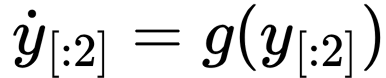 ẏ_{[:2]} = g(y_{[:2]})